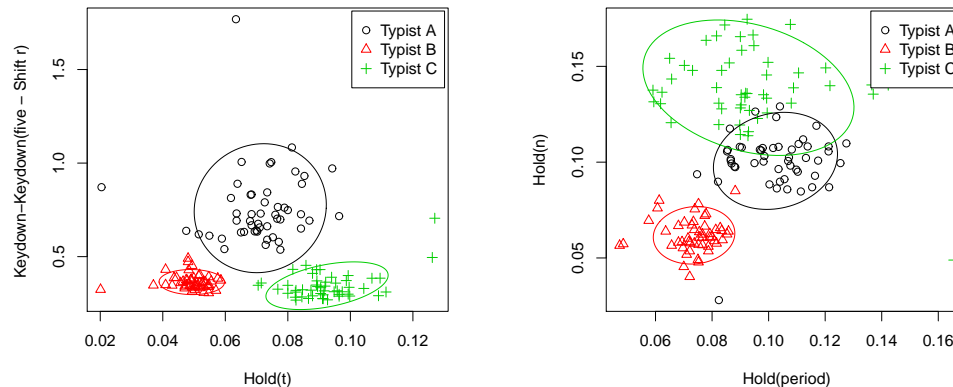 Typist A
Typist B
Typist C
Keydown−Keydown(five − Shift r)
0.5 1.0 1.5
0.02 0.04 0.06 0.08 0.10 0.12
Hold(t)
Typist A
Typist B
Typist C
Hold(n)
0.05 0.10 0.15
0.06 0.08 0.10 0.12 0.14 0.16
Hold(period)